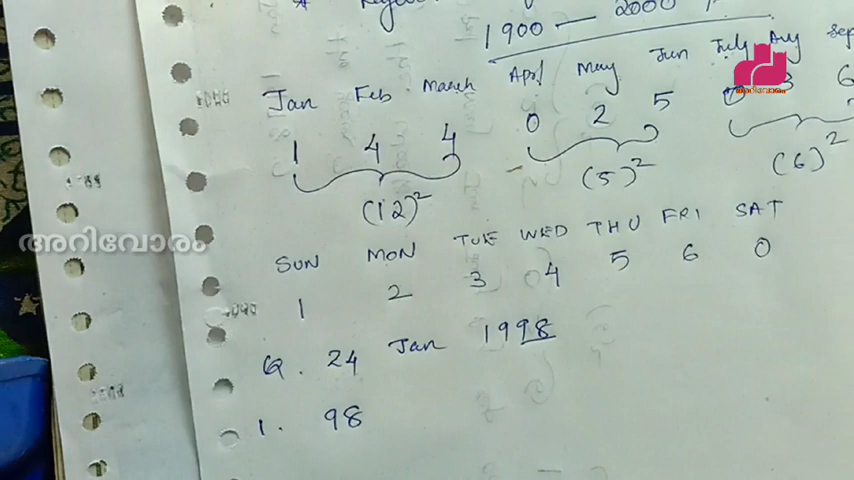 1900 — 2000
Jan Feb March April May Jun July Aug Sep
1 4 4 0 2 5 0 3 6
(12)² (5)² (6)²
അറിവോരം
SUN MON TUE WED THU FRI SAT
1 2 3 4 5 6 0
Q. 24 Jan 1998
1. 98